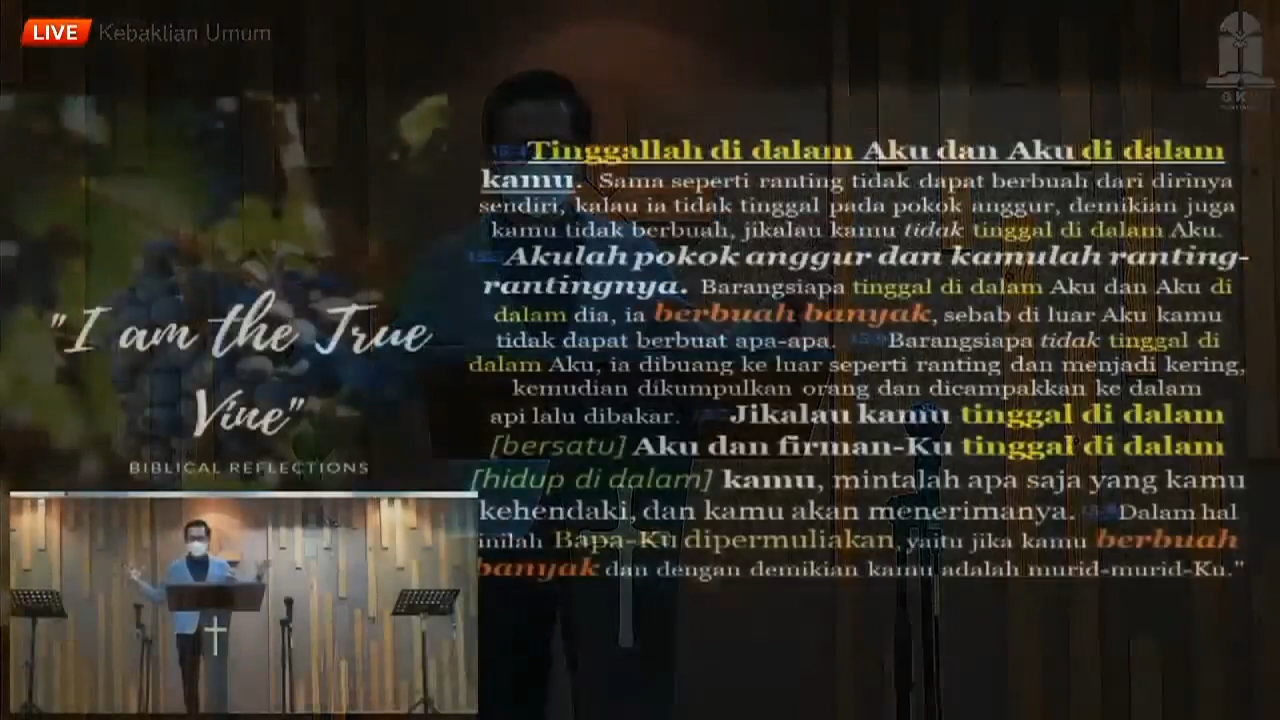 LIVE Kebaktian Umum
Tinggallah di dalam Aku dan Aku di dalam
kamu. Sama seperti ranting tidak dapat berbuah dari dirinya
sendiri, kalau ia tidak tinggal pada pokok anggur, demikian juga
kamu tidak berbuah, jikalau kamu tidak tinggal di dalam Aku.
Akulah pokok anggur dan kamulah ranting-
rantingnya. Barangsiapa tinggal di dalam Aku dan Aku di
dalam dia, ia berbuah banyak, sebab di luar Aku kamu
tidak dapat berbuat apa-apa. Barangsiapa tidak tinggal di
dalam Aku, ia dibuang ke luar seperti ranting dan menjadi kering,
kemudian dikumpulkan orang dan dicampakkan ke dalam
api lalu dibakar. Jikalau kamu tinggal di dalam
[bersatu] Aku dan firman-Ku tinggal di dalam
[hidup di dalam] kamu, mintalah apa saja yang kamu
kehendaki, dan kamu akan menerimanya. Dalam hal
inilah Bapa-Ku dipermuliakan, yaitu jika kamu berbuah
banyak dan dengan demikian kamu adalah murid-murid-Ku."
"I am the True
Vine"
BIBLICAL REFLECTIONS